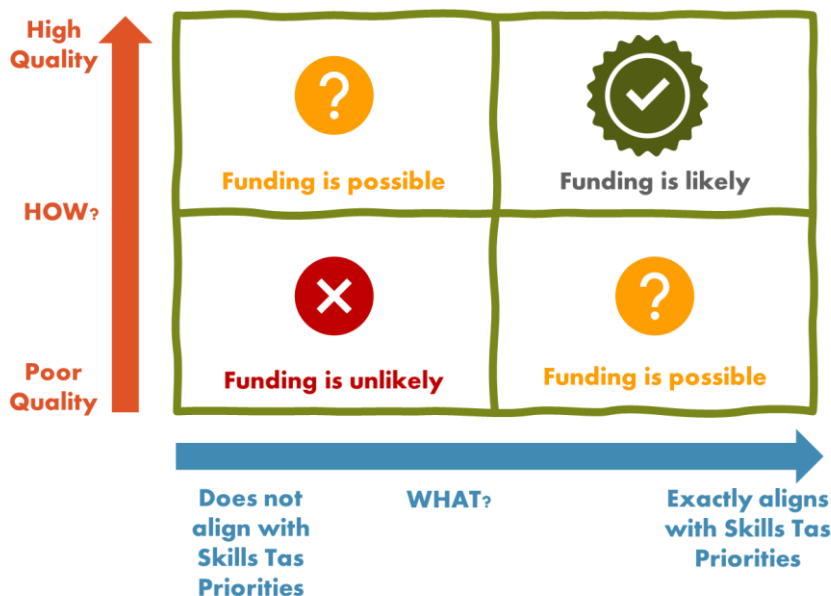 High
Quality
Funding is possible
Funding is likely
HOW?
Poor
Quality
Funding is unlikely
Funding is possible
Does not
align with
Skills Tas
Priorities
WHAT?
Exactly aligns
with Skills Tas
Priorities